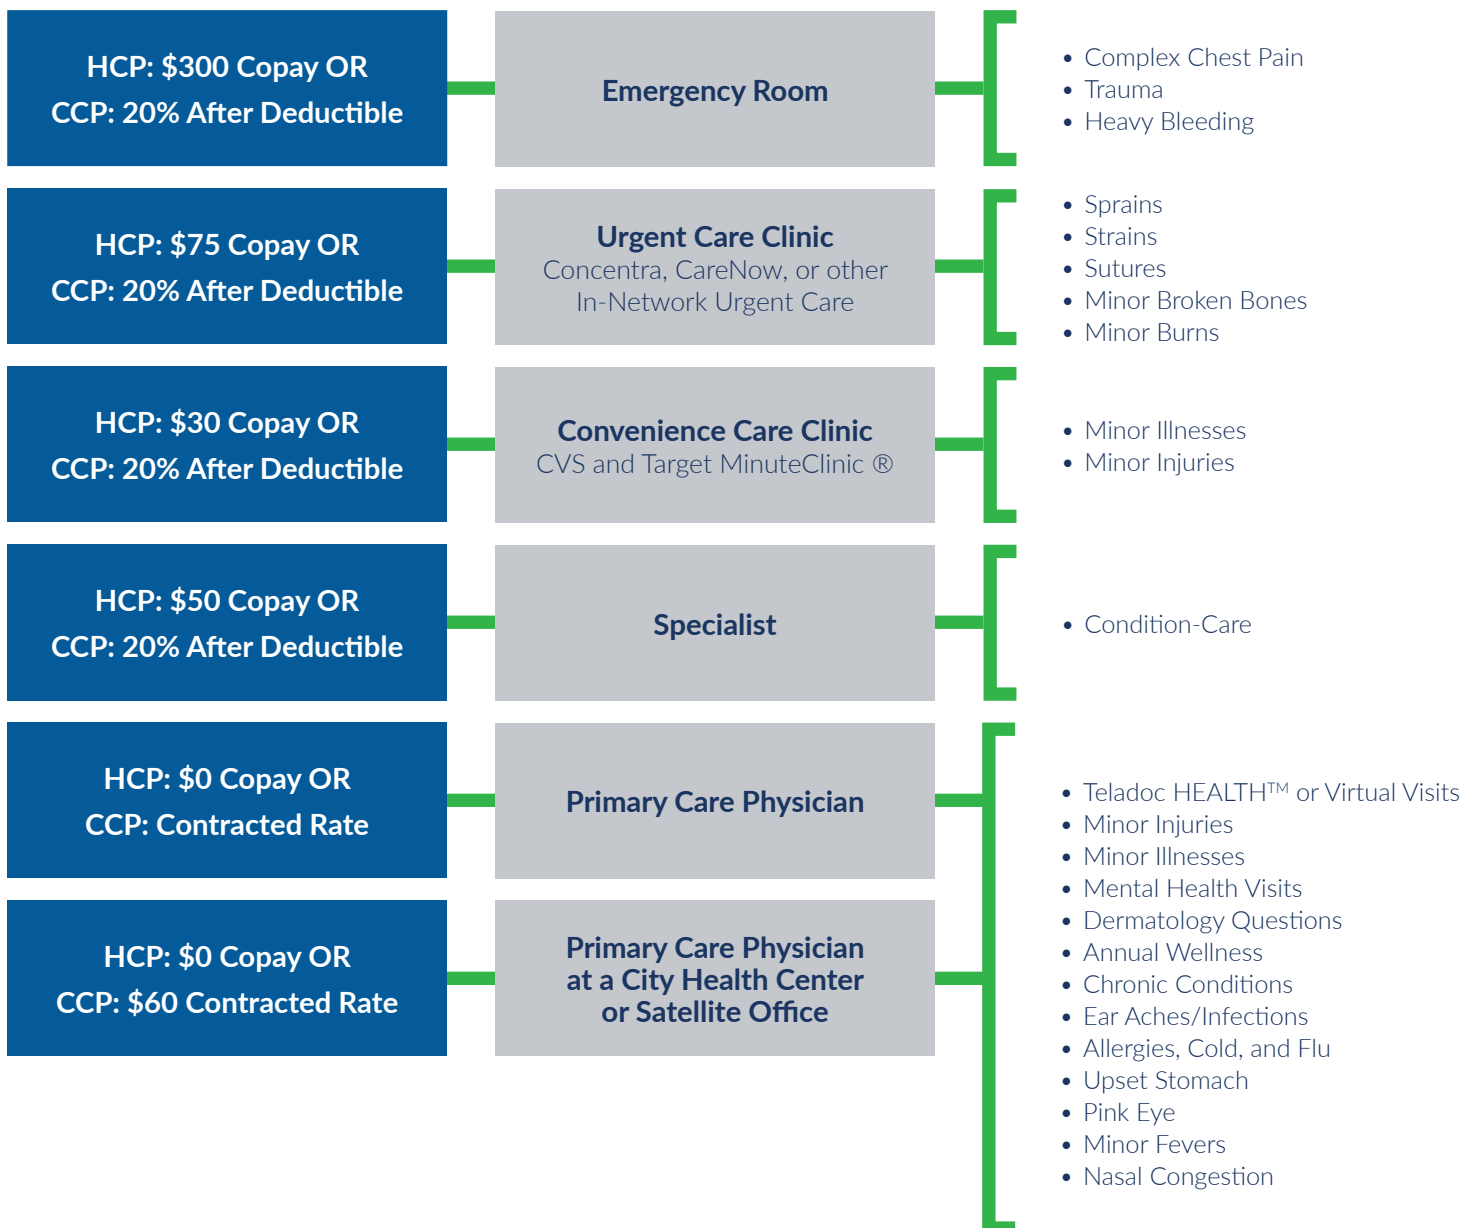 HCP: $300 Copay OR
CCP: 20% After Deductible
Emergency Room
• Complex Chest Pain
• Trauma
• Heavy Bleeding
HCP: $75 Copay OR
CCP: 20% After Deductible
Urgent Care Clinic
Concentra, CareNow, or other
In-Network Urgent Care
• Sprains
• Strains
• Sutures
• Minor Broken Bones
• Minor Burns
HCP: $30 Copay OR
CCP: 20% After Deductible
Convenience Care Clinic
CVS and Target MinuteClinic ®
• Minor Illnesses
• Minor Injuries
HCP: $50 Copay OR
CCP: 20% After Deductible
Specialist
• Condition-Care
HCP: $0 Copay OR
CCP: Contracted Rate
Primary Care Physician
HCP: $0 Copay OR
CCP: $60 Contracted Rate
Primary Care Physician
at a City Health Center
or Satellite Office
• Teladoc HEALTH™ or Virtual Visits
• Minor Injuries
• Minor Illnesses
• Mental Health Visits
• Dermatology Questions
• Annual Wellness
• Chronic Conditions
• Ear Aches/Infections
• Allergies, Cold, and Flu
• Upset Stomach
• Pink Eye
• Minor Fevers
• Nasal Congestion